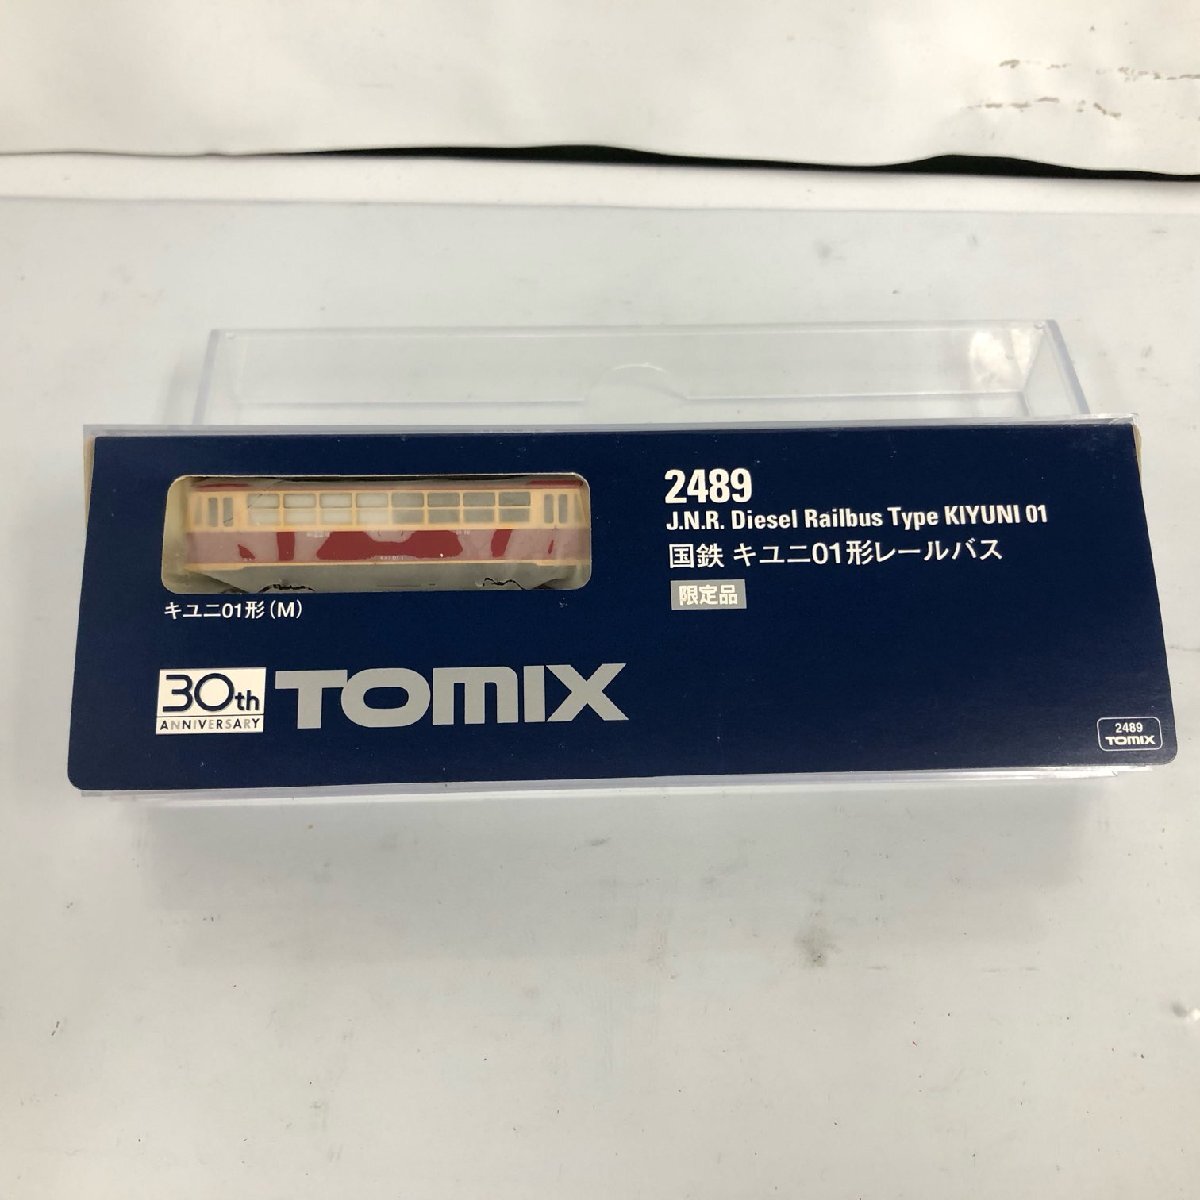 2489
J.N.R. Diesel Railbus Type KIYUNI 01
国鉄 キユニ01形レールバス
限定品
キユニ01形(M)
30th
ANNIVERSARY
TOMIX
2489
TOMIX